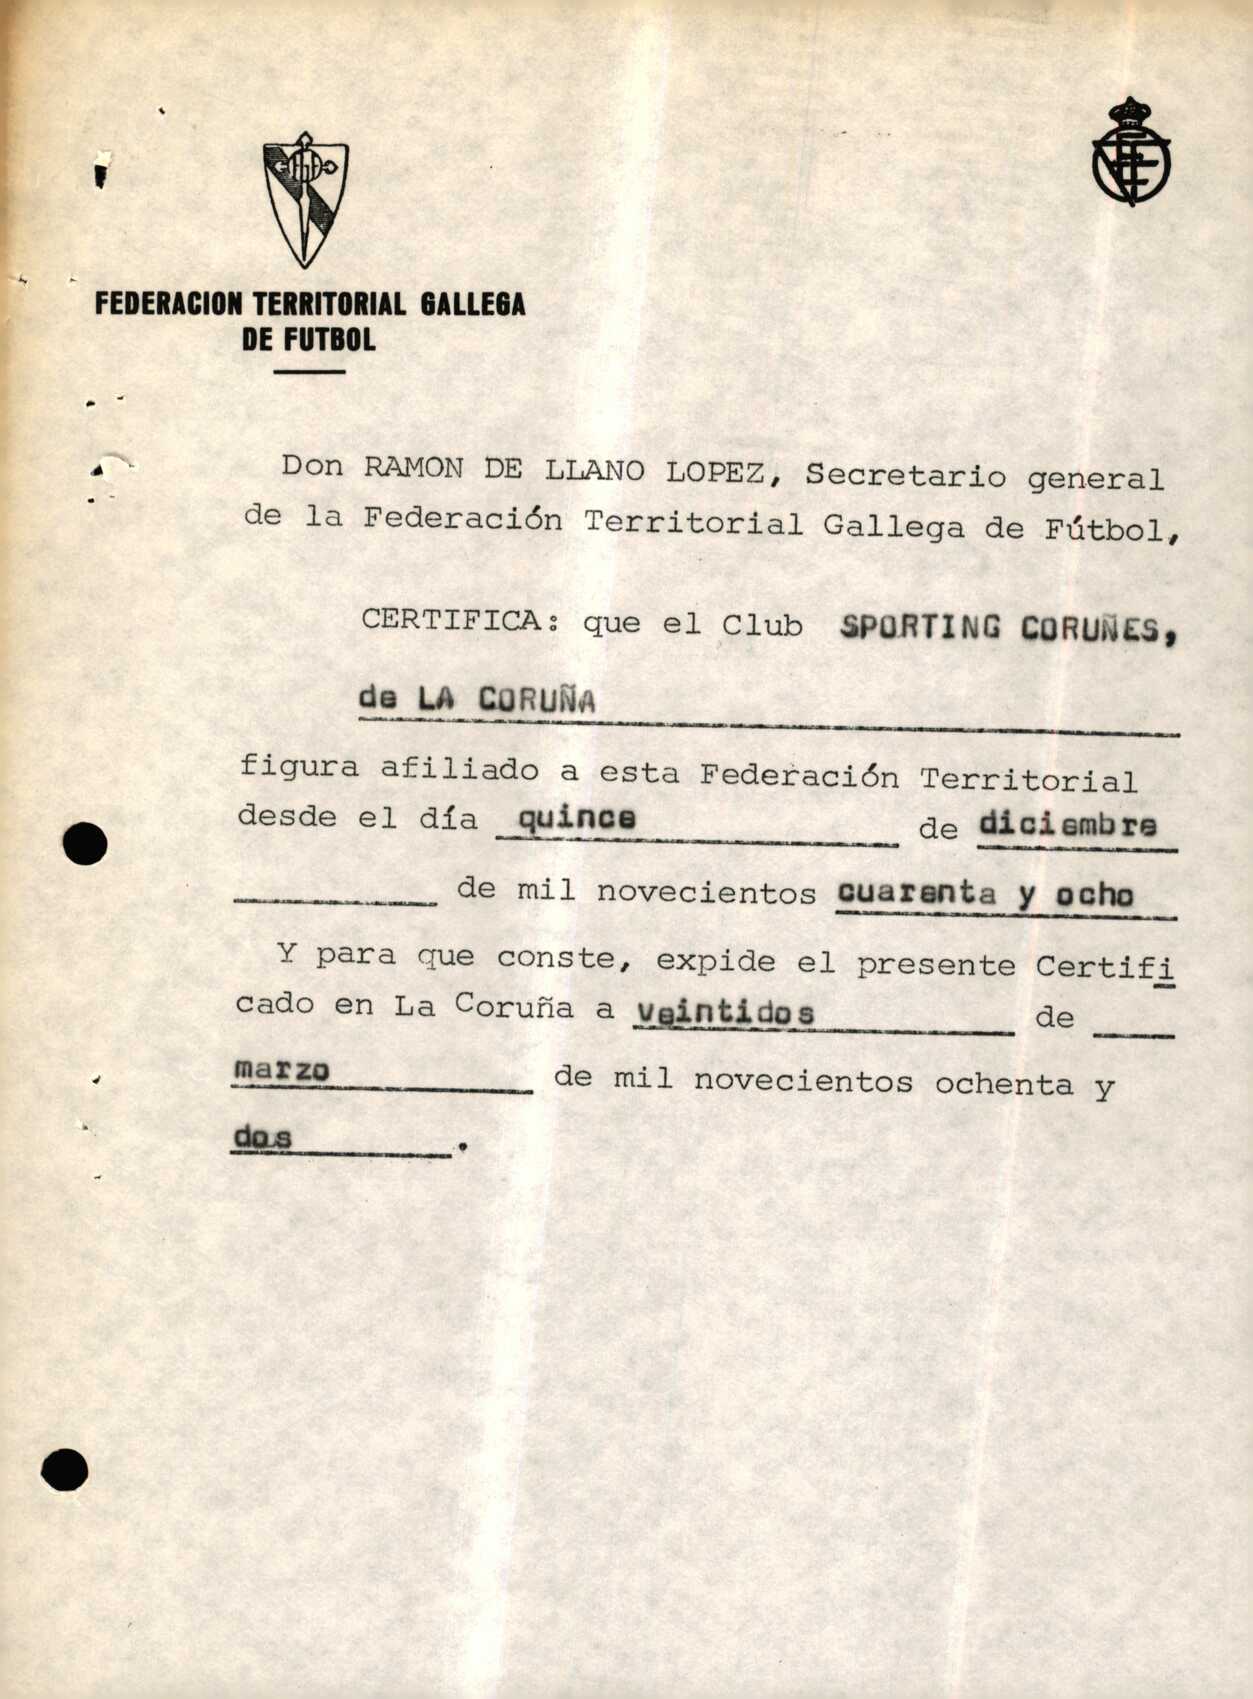 FEDERACION TERRITORIAL GALLEGA
DE FUTBOL
Don RAMON DE LLANO LOPEZ, Secretario general
de la Federación Territorial Gallega de Fútbol,
CERTIFICA: que el Club SPORTING CORUÑES,
de LA CORUÑA
figura afiliado a esta Federación Territorial
desde el día quince de diciembre
de mil novecientos cuarenta y ocho
Y para que conste, expide el presente Certifi
cado en La Coruña a veintidos de
marzo de mil novecientos ochenta y
dos.